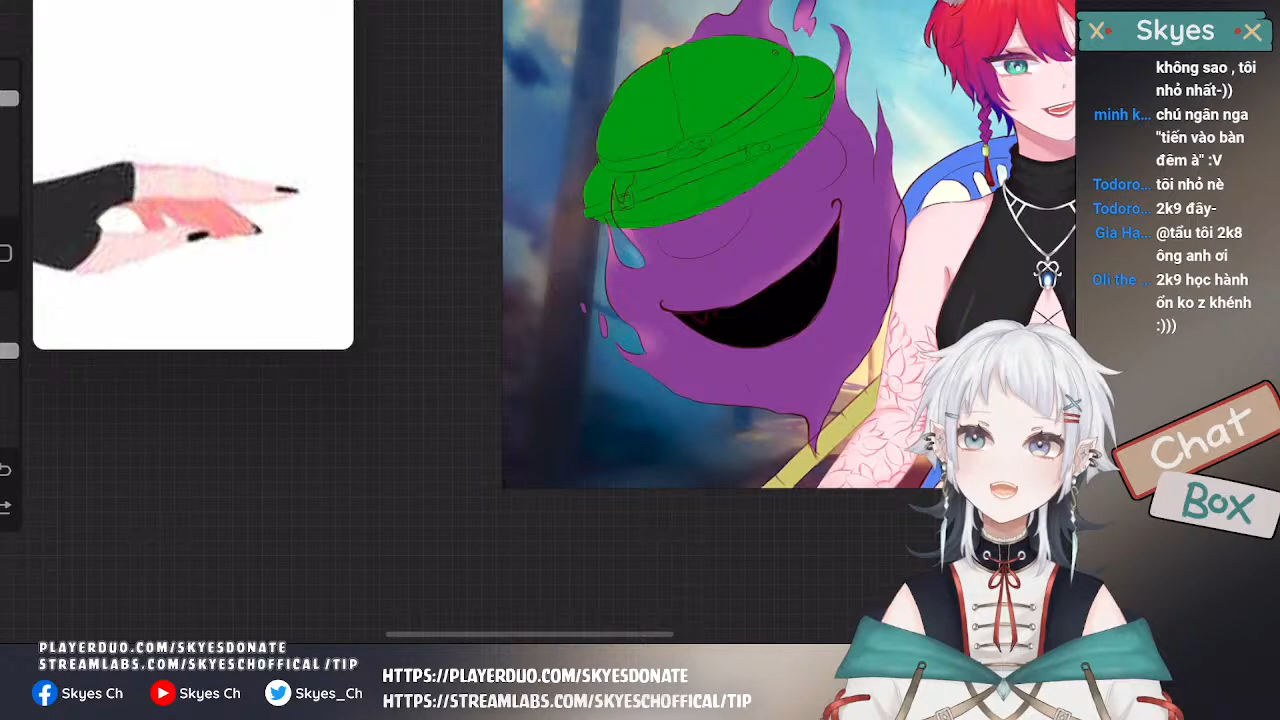 Skyes
không sao , tôi
nhỏ nhất-))
minh k... chú ngân nga
"tiến vào bàn
đêm à" :V
Todoro... tôi nhỏ nè
Todoro... 2k9 đây-
Gia Ha... @tẩu tôi 2k8
ông anh ơi
Oli the ... 2k9 học hành
ổn ko z khénh
:)))
Chat
Box
PLAYERDUO.COM/SKYESDONATE
STREAMLABS.COM/SKYESCHOFFICAL /TIP
Skyes Ch
Skyes Ch
Skyes_Ch
HTTPS://PLAYERDUO.COM/SKYESDONATE
HTTPS://STREAMLABS.COM/SKYESCHOFFICAL/TIP